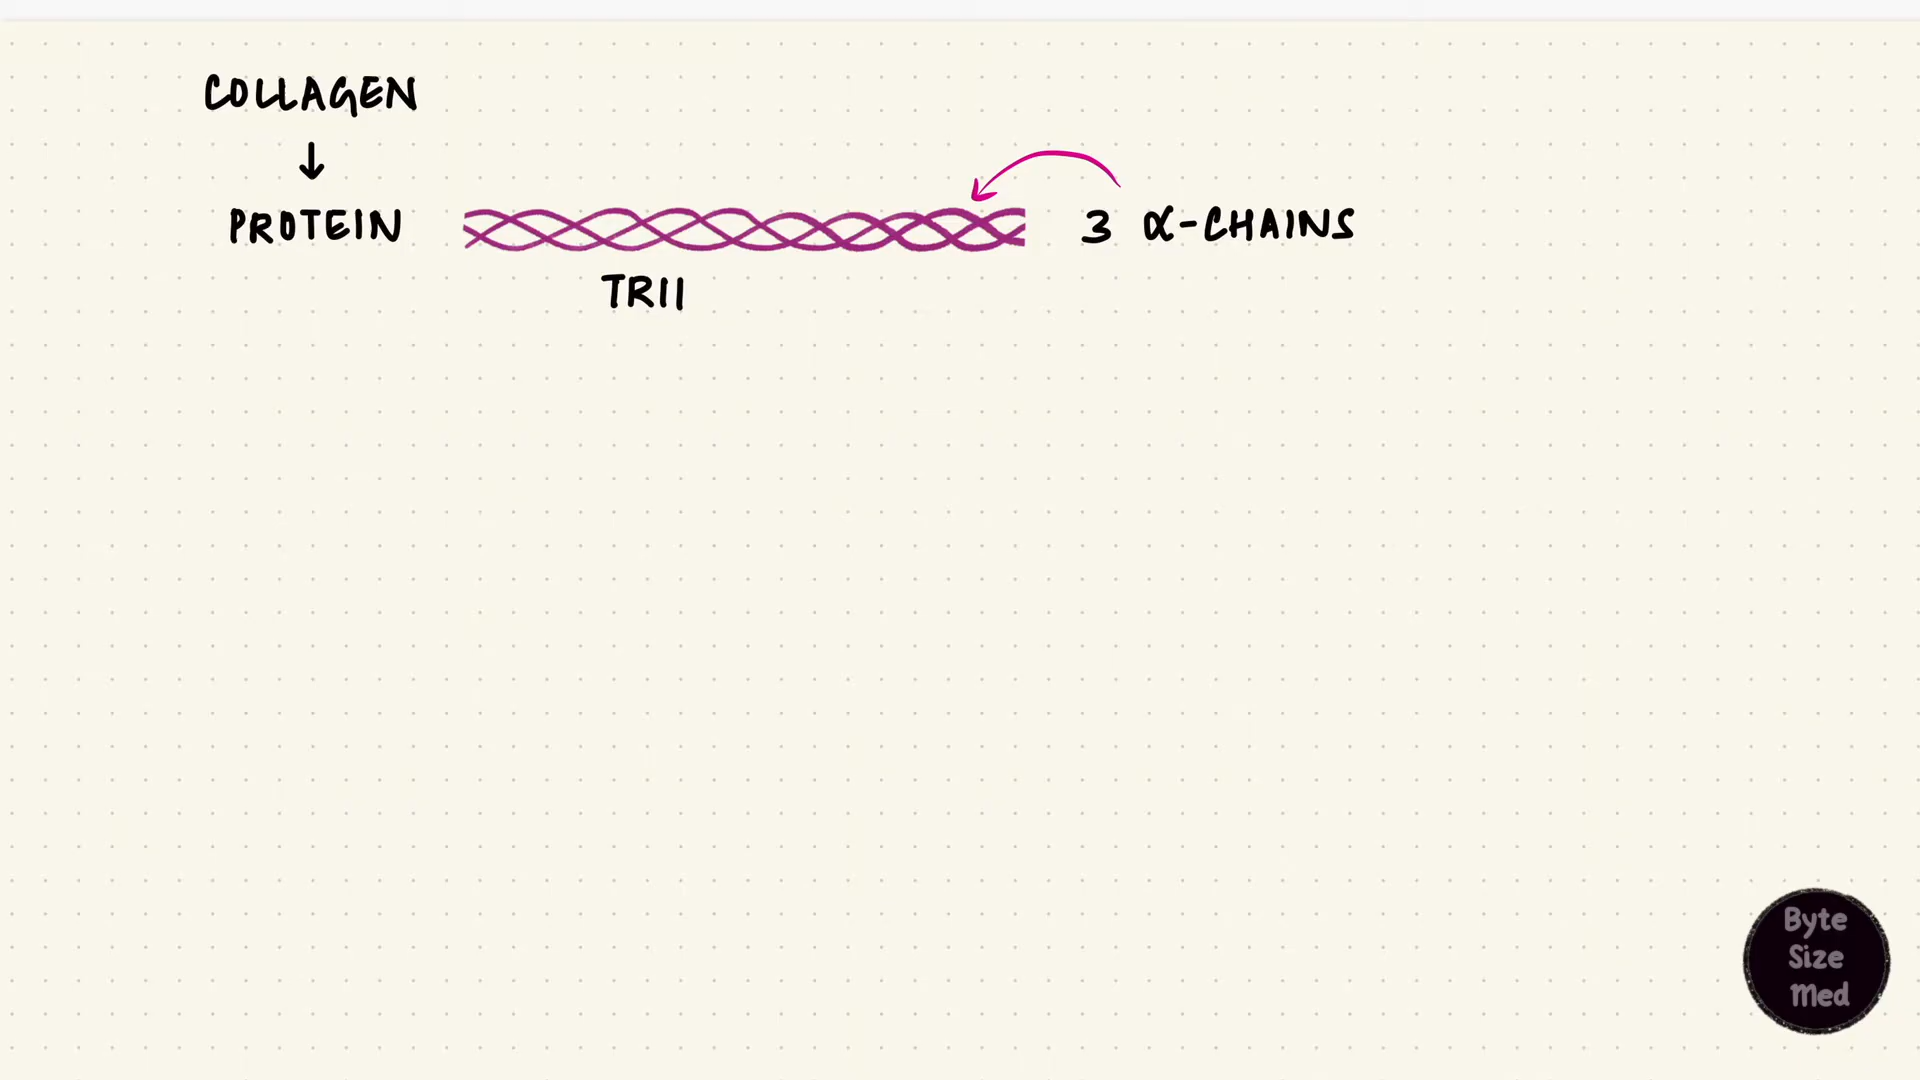 COLLAGEN
↓
PROTEIN
3 α-CHAINS
TRII
Byte
Size
Med